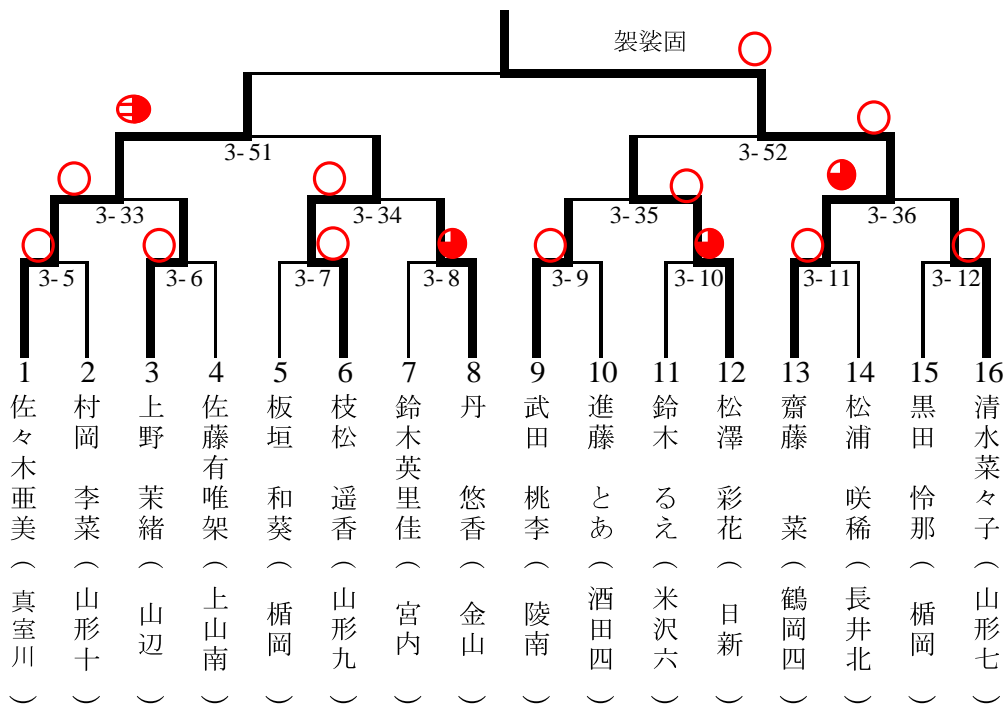 袈裟固
3-51
3-52
3-33
3-34
3-35
3-36
3-5
3-6
3-7
3-8
3-9
3-10
3-11
3-12
1 佐々木亜美（真室川）
2 村岡 李菜（山形十）
3 上野 茉緒（山辺）
4 佐藤有唯架（上山南）
5 板垣 和葵（楯岡）
6 枝松 遥香（山形九）
7 鈴木英里佳（宮内）
8 丹 悠香（金山）
9 武田 桃李（陵南）
10 進藤 とあ（酒田四）
11 鈴木 るえ（米沢六）
12 松澤 彩花（日新）
13 齋藤 菜（鶴岡四）
14 松浦 咲稀（長井北）
15 黒田 怜那（楯岡）
16 清水菜々子（山形七）